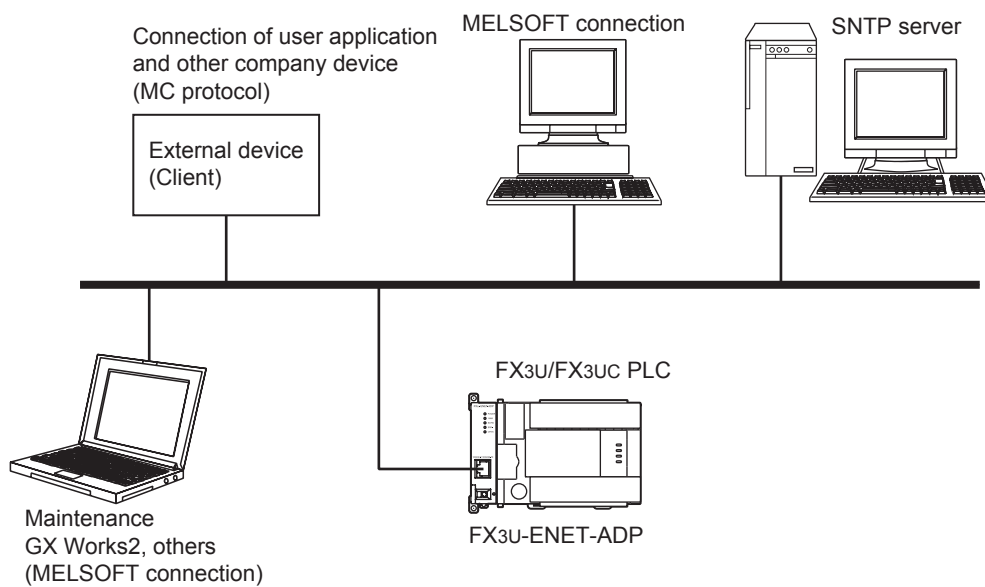 Connection of user application
and other company device
(MC protocol)
External device
(Client)
MELSOFT connection
SNTP server
Maintenance
GX Works2, others
(MELSOFT connection)
FX3U/FX3UC PLC
FX3U-ENET-ADP